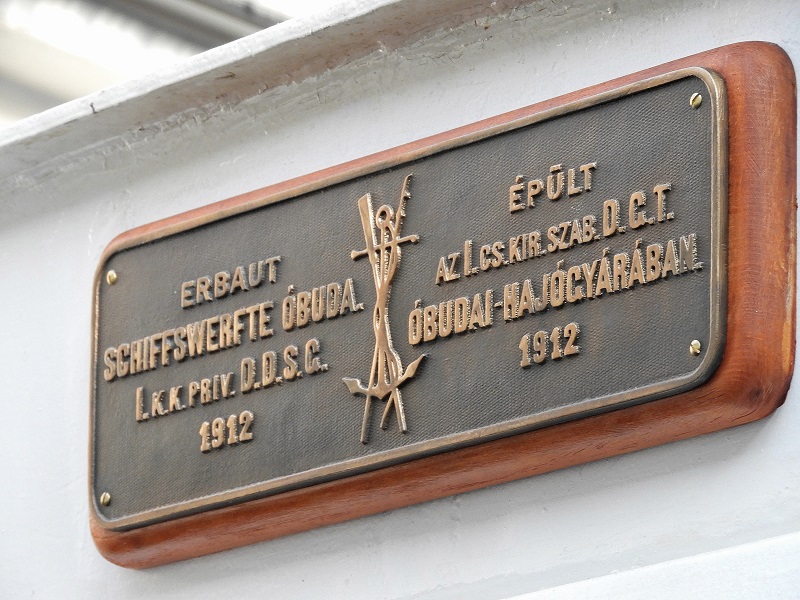 ERBAUT
SCHIFFSWERFTE ÓBUDA.
I. K.K. PRIV. D.D.S.G.
1912
ÉPÜLT
AZ I. CS. KIR. SZAB. D.G.T.
ÓBUDAI-HAJÓGYÁRÁBAN.
1912